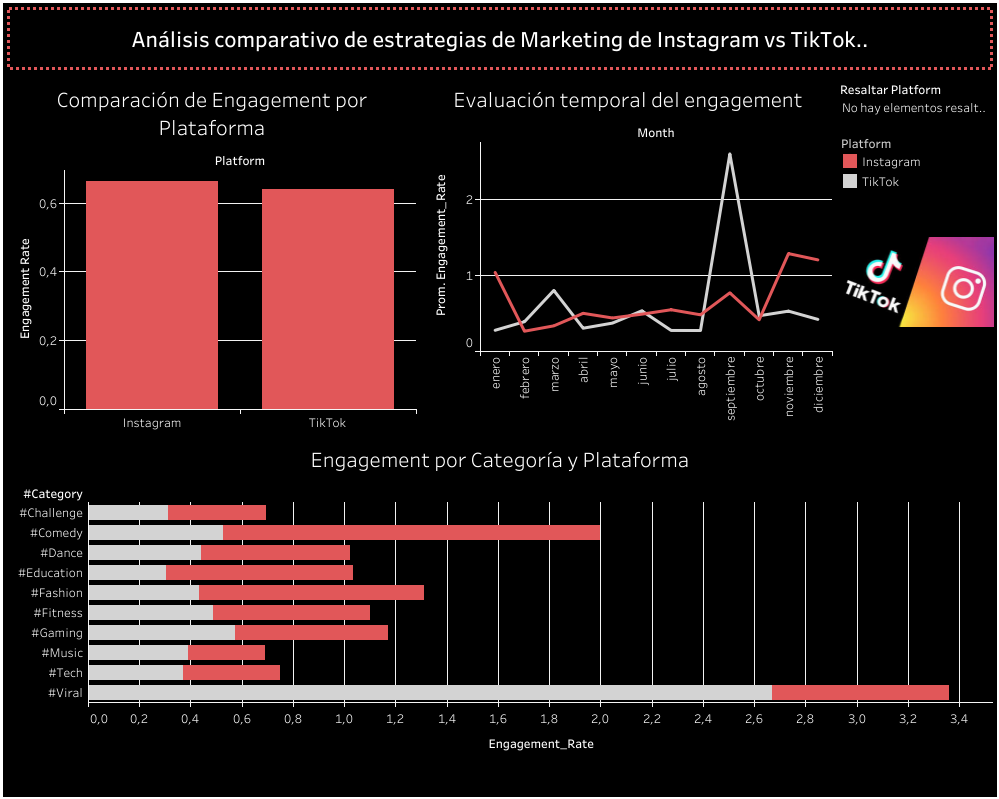 Análisis comparativo de estrategias de Marketing de Instagram vs TikTok..
Comparación de Engagement por
Plataforma
Platform
Engagement Rate
0,6
0,4
0,2
0,0
Instagram
TikTok
Evaluación temporal del engagement
Month
Prom. Engagement_Rate
2
1
0
enero
febrero
marzo
abril
mayo
junio
julio
agosto
septiembre
octubre
noviembre
diciembre
Resaltar Platform
No hay elementos resalt..
Platform
Instagram
TikTok
TikTok
Engagement por Categoría y Plataforma
#Category
#Challenge
#Comedy
#Dance
#Education
#Fashion
#Fitness
#Gaming
#Music
#Tech
#Viral
0,0 0,2 0,4 0,6 0,8 1,0 1,2 1,4 1,6 1,8 2,0 2,2 2,4 2,6 2,8 3,0 3,2 3,4
Engagement_Rate